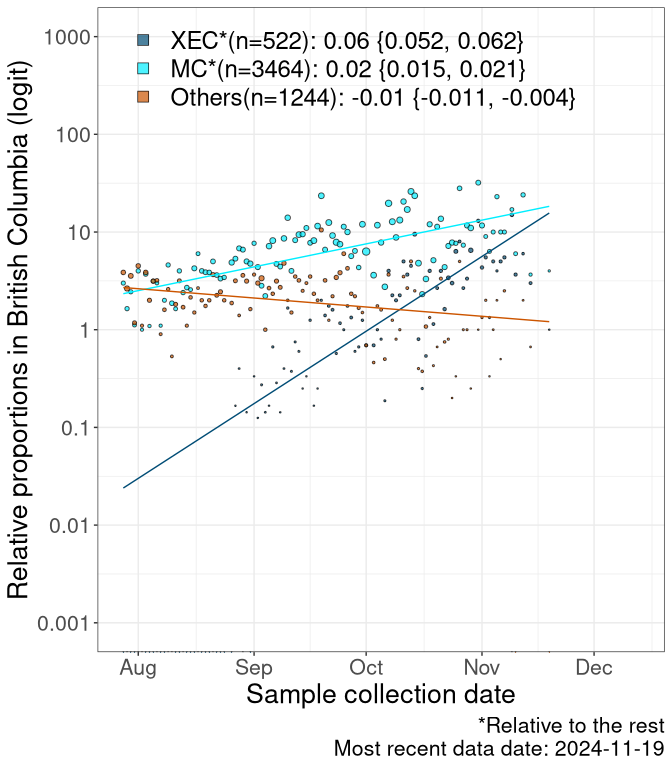 XEC*(n=522): 0.06 {0.052, 0.062}
MC*(n=3464): 0.02 {0.015, 0.021}
Others(n=1244): -0.01 {-0.011, -0.004}
Relative proportions in British Columbia (logit)
1000
100
10
1
0.1
0.01
0.001
Aug Sep Oct Nov Dec
Sample collection date
*Relative to the rest
Most recent data date: 2024-11-19